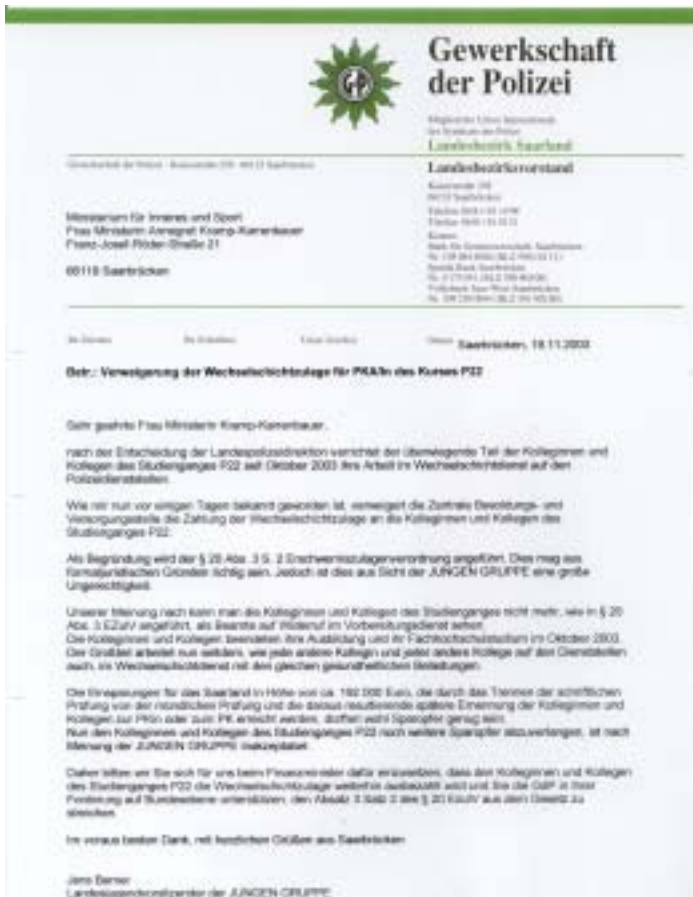 Gewerkschaft
der Polizei
GdP
Landesbezirk Saarland
Landesbezirksvorstand
Ministerium für Inneres und Sport
Frau Ministerin Annegret Kramp-Karrenbauer
Franz-Josef-Röder-Straße 21
66119 Saarbrücken
Saarbrücken, 19.11.2003
Betr.: Verweigerung der Wechselschichtzulage für PKA/in des Kurses P22
Sehr geehrte Frau Ministerin Kramp-Karrenbauer,
nach der Entscheidung der Landespolizeidirektion verrichtet der überwiegende Teil der Kolleginnen und
Kollegen des Studienganges P22 seit Oktober 2003 ihre Arbeit im Wechselschichtdienst auf den
Polizeidienststellen.
Wie mir nun vor einigen Tagen bekannt geworden ist, verweigert die Zentrale Besoldungs- und
Versorgungsstelle die Zahlung der Wechselschichtzulage an die Kolleginnen und Kollegen des
Studienganges P22.
Als Begründung wird der § 20 Abs. 3 S. 2 Erschwerniszulagenverordnung angeführt. Dies mag aus
formaljuristischen Gründen richtig sein. Jedoch ist dies aus Sicht der JUNGEN GRUPPE eine große
Ungerechtigkeit.
Unserer Meinung nach kann man die Kolleginnen und Kollegen des Studienganges nicht mehr, wie in § 20
Abs. 3 EZulV angeführt, als Beamte auf Widerruf im Vorbereitungsdienst sehen.
Die Kolleginnen und Kollegen beendeten ihre Ausbildung und ihr Fachhochschulstudium im Oktober 2003.
Der Großteil arbeitet nun seitdem, wie jede andere Kollegin und jeder andere Kollege auf den Dienststellen
auch, im Wechselschichtdienst mit den gleichen gesundheitlichen Belastungen.
Die Einsparungen für das Saarland in Höhe von ca. 192.000 Euro, die durch das Trennen der schriftlichen
Prüfung von der mündlichen Prüfung und die daraus resultierende spätere Ernennung der Kolleginnen und
Kollegen zur PKin oder zum PK erreicht werden, dürften wohl Sparopfer genug sein.
Nun den Kolleginnen und Kollegen des Studienganges P22 noch weitere Sparopfer abzuverlangen, ist nach
Meinung der JUNGEN GRUPPE inakzeptabel.
Daher bitten wir Sie sich für uns beim Finanzminister dafür einzusetzen, dass den Kolleginnen und Kollegen
des Studienganges P22 die Wechselschichtzulage weiterhin ausbezahlt wird und Sie die GdP in ihrer
Forderung auf Bundesebene unterstützen, den Absatz 3 Satz 2 des § 20 EzulV aus dem Gesetz zu
streichen.
Im voraus besten Dank, mit herzlichen Grüßen aus Saarbrücken
Jens Berner
Landesjugendvorsitzender der JUNGEN GRUPPE